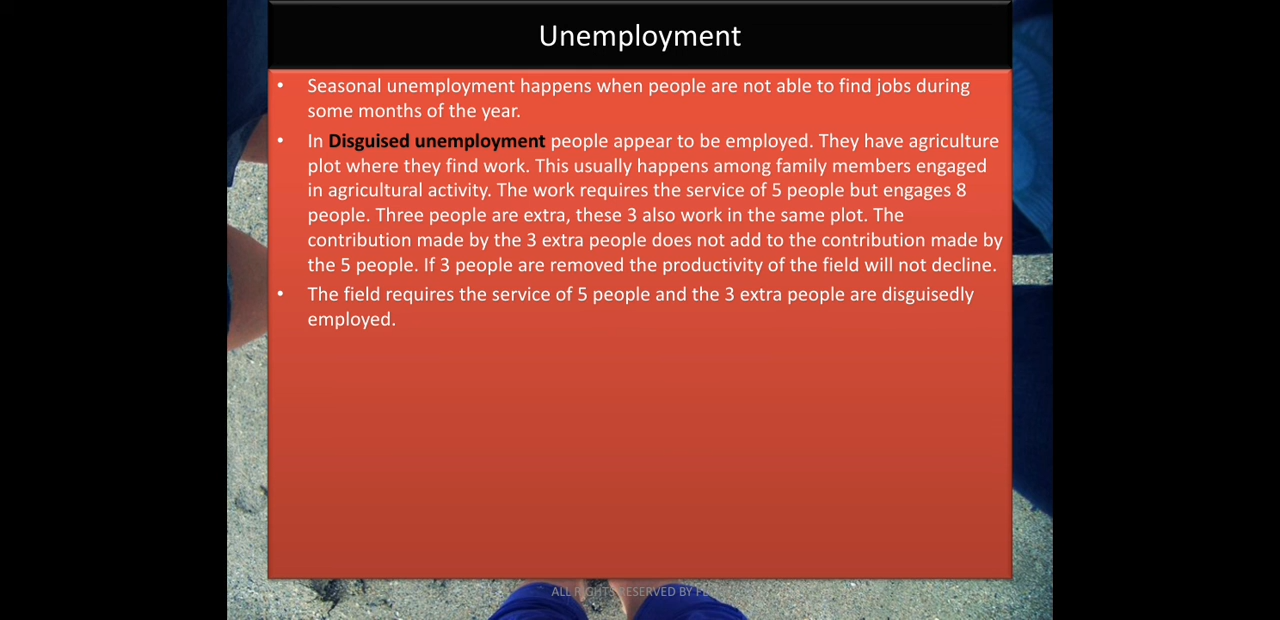 Unemployment
• Seasonal unemployment happens when people are not able to find jobs during
some months of the year.
• In Disguised unemployment people appear to be employed. They have agriculture
plot where they find work. This usually happens among family members engaged
in agricultural activity. The work requires the service of 5 people but engages 8
people. Three people are extra, these 3 also work in the same plot. The
contribution made by the 3 extra people does not add to the contribution made by
the 5 people. If 3 people are removed the productivity of the field will not decline.
• The field requires the service of 5 people and the 3 extra people are disguisedly
employed.
ALL RIGHTS RESERVED BY